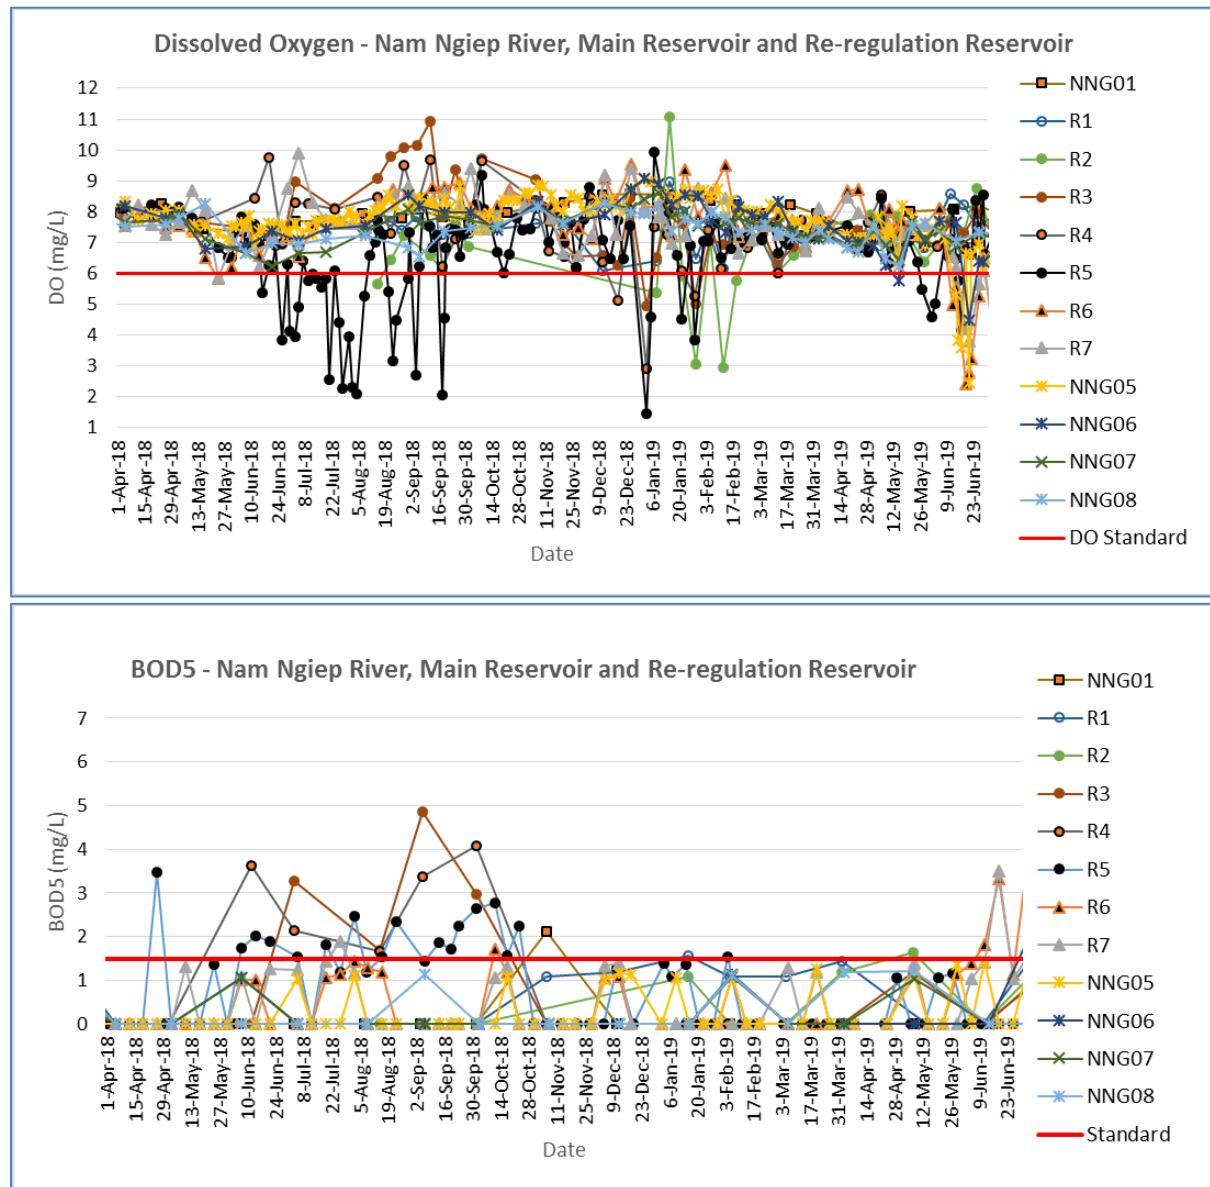 Dissolved Oxygen - Nam Ngiep River, Main Reservoir and Re-regulation Reservoir
DO (mg/L)
12
11
10
9
8
7
6
5
4
3
2
1
1-Apr-18
15-Apr-18
29-Apr-18
13-May-18
27-May-18
10-Jun-18
24-Jun-18
8-Jul-18
22-Jul-18
5-Aug-18
19-Aug-18
2-Sep-18
16-Sep-18
30-Sep-18
14-Oct-18
28-Oct-18
11-Nov-18
25-Nov-18
9-Dec-18
23-Dec-18
6-Jan-19
20-Jan-19
3-Feb-19
17-Feb-19
3-Mar-19
17-Mar-19
31-Mar-19
14-Apr-19
28-Apr-19
12-May-19
26-May-19
9-Jun-19
23-Jun-19
Date
NNG01
R1
R2
R3
R4
R5
R6
R7
NNG05
NNG06
NNG07
NNG08
DO Standard
BOD5 - Nam Ngiep River, Main Reservoir and Re-regulation Reservoir
BOD5 (mg/L)
7
6
5
4
3
2
1
0
1-Apr-18
15-Apr-18
29-Apr-18
13-May-18
27-May-18
10-Jun-18
24-Jun-18
8-Jul-18
22-Jul-18
5-Aug-18
19-Aug-18
2-Sep-18
16-Sep-18
30-Sep-18
14-Oct-18
28-Oct-18
11-Nov-18
25-Nov-18
9-Dec-18
23-Dec-18
6-Jan-19
20-Jan-19
3-Feb-19
17-Feb-19
3-Mar-19
17-Mar-19
31-Mar-19
14-Apr-19
28-Apr-19
12-May-19
26-May-19
9-Jun-19
23-Jun-19
Date
NNG01
R1
R2
R3
R4
R5
R6
R7
NNG05
NNG06
NNG07
NNG08
Standard